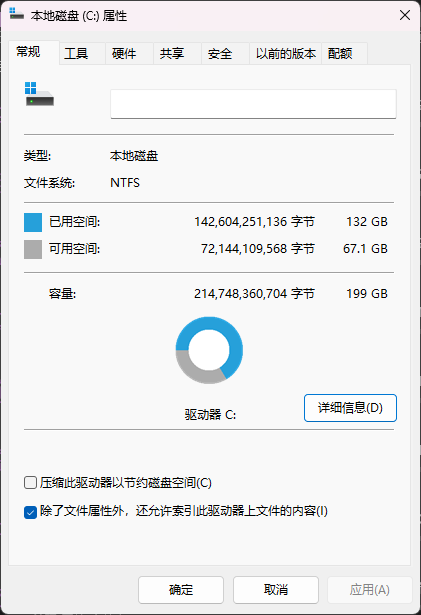 本地磁盘 (C:) 属性
常规 工具 硬件 共享 安全 以前的版本 配额
类型: 本地磁盘
文件系统: NTFS
已用空间: 142,604,251,136 字节 132 GB
可用空间: 72,144,109,568 字节 67.1 GB
容量: 214,748,360,704 字节 199 GB
驱动器 C:
详细信息(D)
压缩此驱动器以节约磁盘空间(C)
除了文件属性外，还允许索引此驱动器上文件的内容(I)
确定 取消 应用(A)